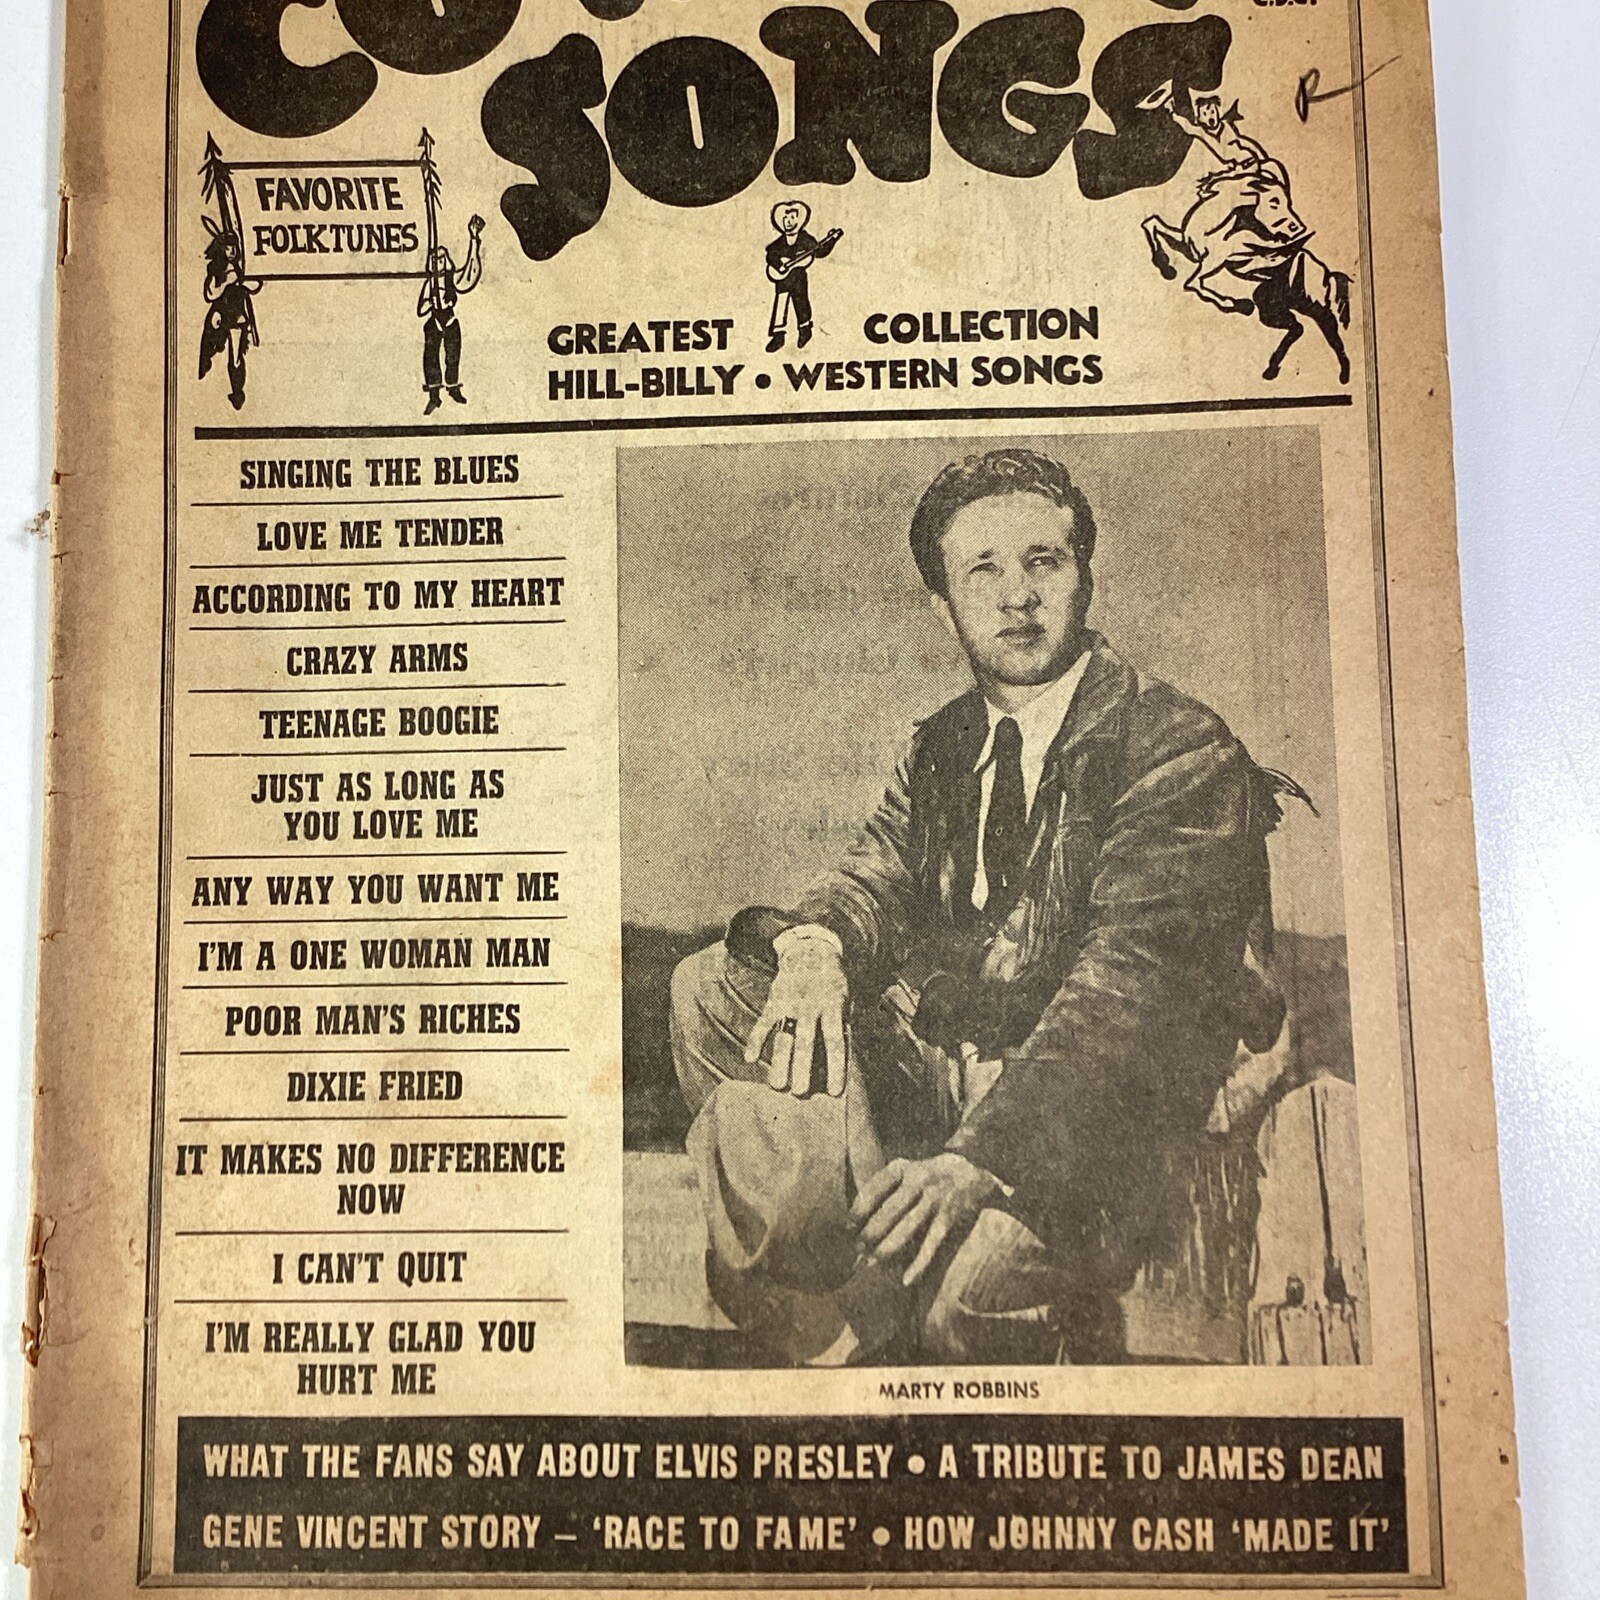 SONGS
FAVORITE
FOLKTUNES
GREATEST COLLECTION
HILL-BILLY • WESTERN SONGS
SINGING THE BLUES
LOVE ME TENDER
ACCORDING TO MY HEART
CRAZY ARMS
TEENAGE BOOGIE
JUST AS LONG AS
YOU LOVE ME
ANY WAY YOU WANT ME
I'M A ONE WOMAN MAN
POOR MAN'S RICHES
DIXIE FRIED
IT MAKES NO DIFFERENCE
NOW
I CAN'T QUIT
I'M REALLY GLAD YOU
HURT ME
MARTY ROBBINS
WHAT THE FANS SAY ABOUT ELVIS PRESLEY • A TRIBUTE TO JAMES DEAN
GENE VINCENT STORY – 'RACE TO FAME' • HOW JOHNNY CASH 'MADE IT'